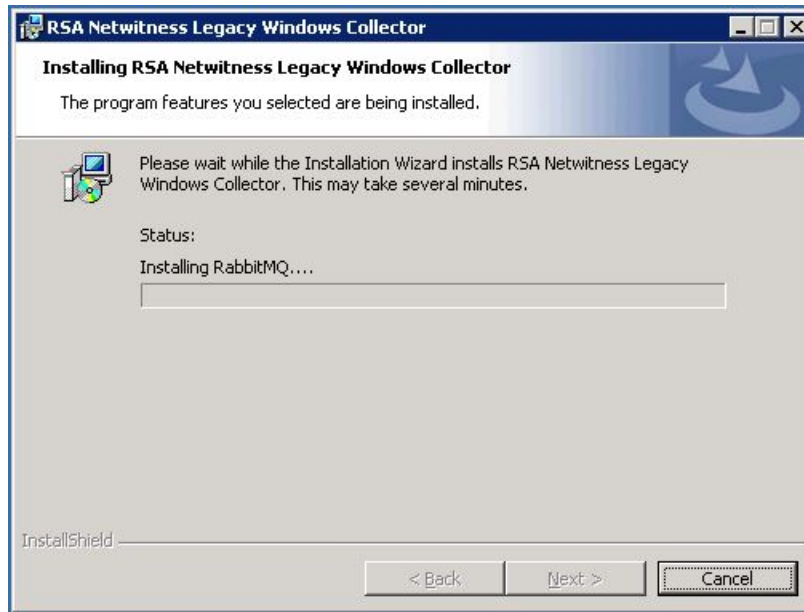 RSA Netwitness Legacy Windows Collector
Installing RSA Netwitness Legacy Windows Collector
The program features you selected are being installed.
Please wait while the Installation Wizard installs RSA Netwitness Legacy
Windows Collector. This may take several minutes.
Status:
Installing RabbitMQ....
InstallShield
< Back
Next >
Cancel